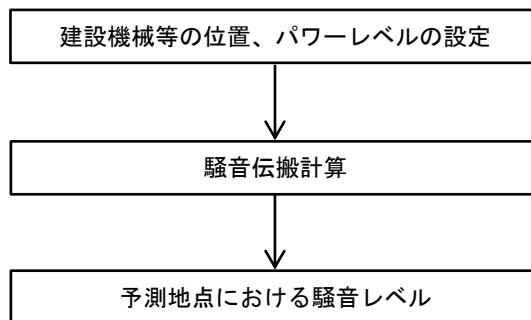 建設機械等の位置、パワーレベルの設定
騒音伝搬計算
予測地点における騒音レベル